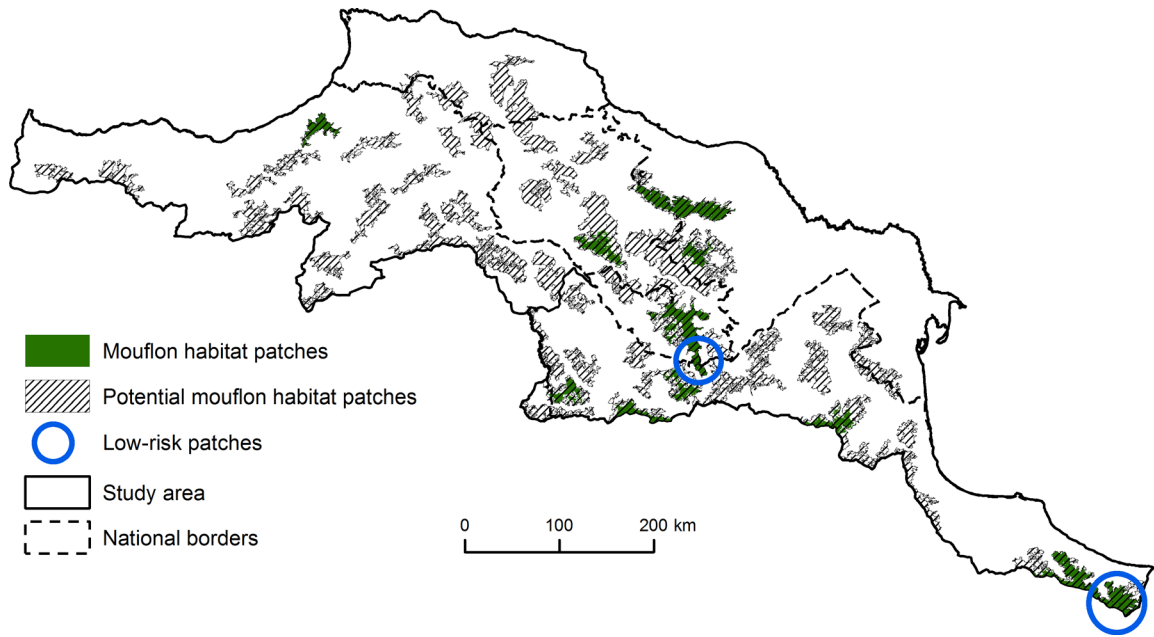 Mouflon habitat patches
Potential mouflon habitat patches
Low-risk patches
Study area
National borders
0 100 200 km